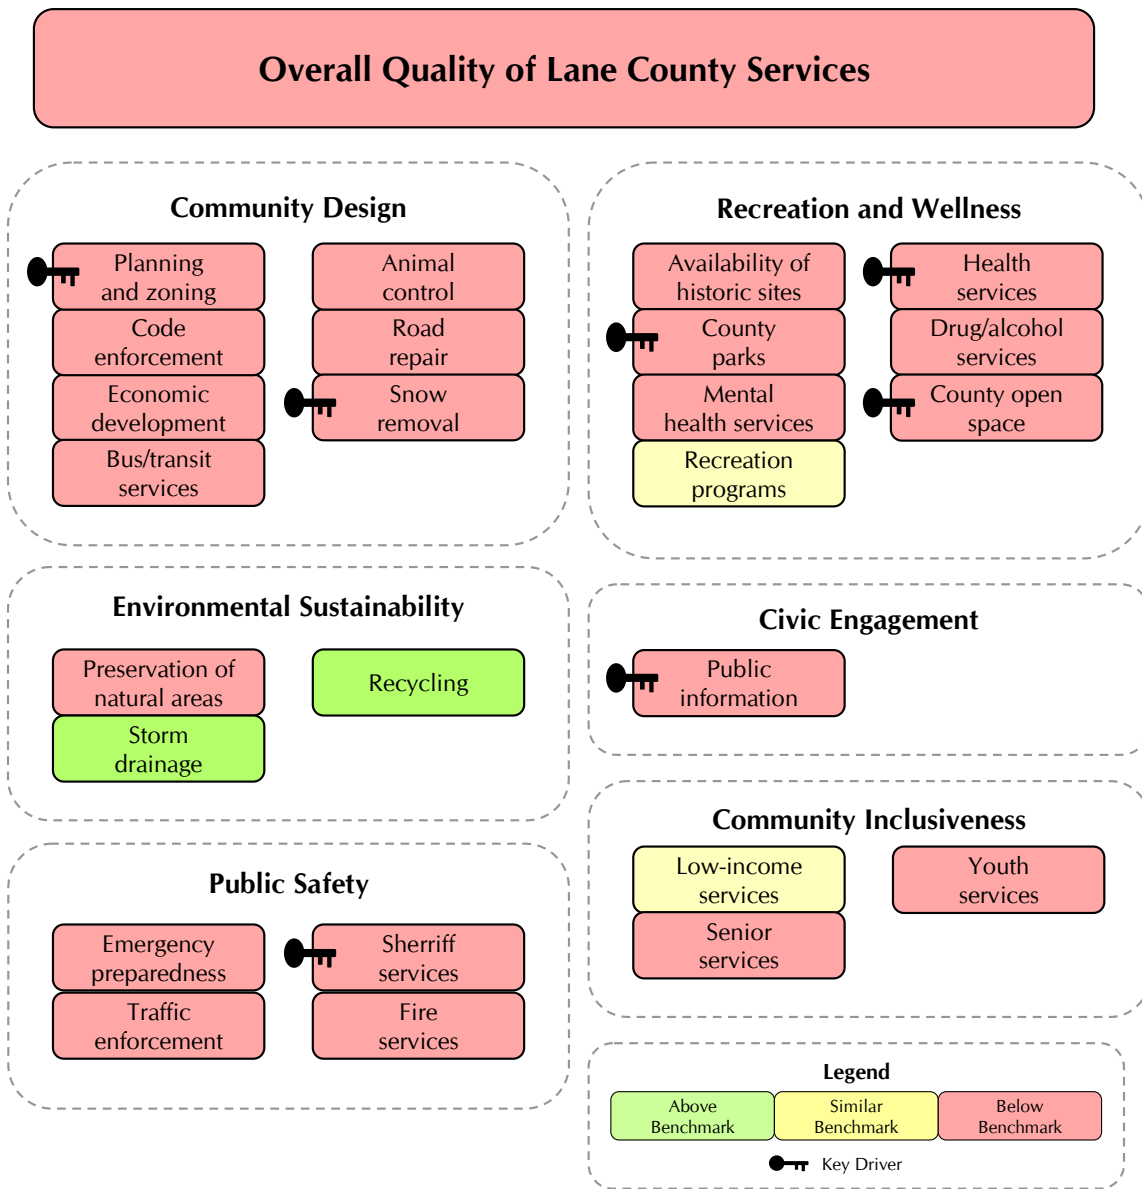 Overall Quality of Lane County Services
Community Design
Planning
and zoning
Code
enforcement
Economic
development
Bus/transit
services
Animal
control
Road
repair
Snow
removal
Recreation and Wellness
Availability of
historic sites
County
parks
Mental
health services
Recreation
programs
Health
services
Drug/alcohol
services
County open
space
Environmental Sustainability
Preservation of
natural areas
Storm
drainage
Recycling
Civic Engagement
Public
information
Community Inclusiveness
Low-income
services
Senior
services
Youth
services
Public Safety
Emergency
preparedness
Traffic
enforcement
Sherriff
services
Fire
services
Legend
Above
Benchmark
Similar
Benchmark
Below
Benchmark
Key Driver